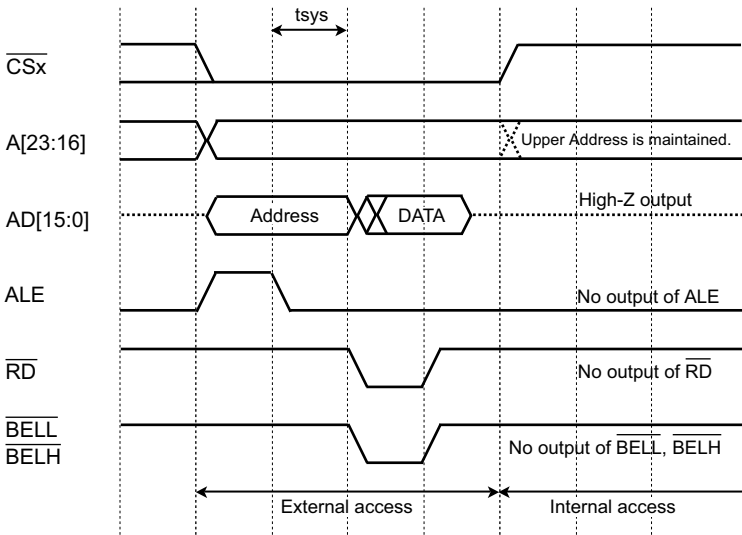 tsys
CSx
A[23:16]
Upper Address is maintained.
AD[15:0]
Address
DATA
High-Z output
ALE
No output of ALE
RD
No output of RD
BELL
BELH
No output of BELL, BELH
External access
Internal access